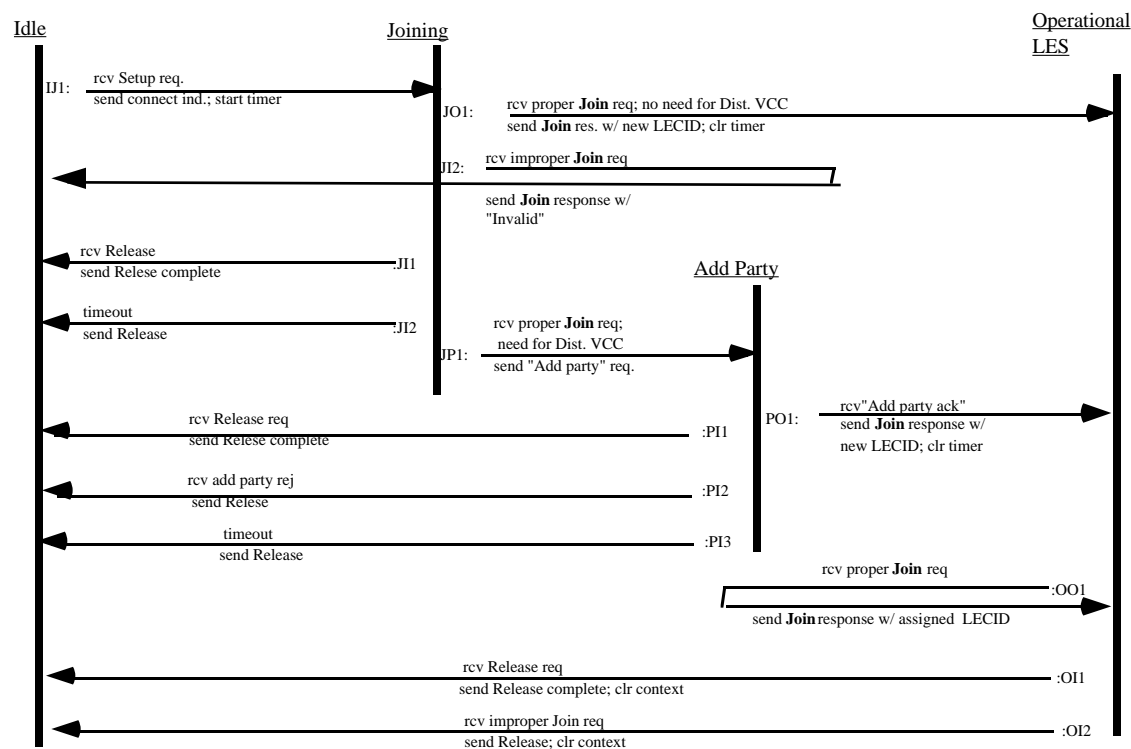 Idle
Joining
Operational
LES
IJ1:
rcv Setup req.
send connect ind.; start timer
JO1:
rcv proper Join req; no need for Dist. VCC
send Join res. w/ new LECID; clr timer
JI2:
rcv improper Join req
send Join response w/
"Invalid"
rcv Release
send Relese complete
:JI1
Add Party
timeout
send Release
:JI2
JP1:
rcv proper Join req;
need for Dist. VCC
send "Add party" req.
PO1:
rcv"Add party ack"
send Join response w/
new LECID; clr timer
rcv Release req
send Relese complete
:PI1
rcv add party rej
send Relese
:PI2
timeout
send Release
:PI3
rcv proper Join req
:OO1
send Join response w/ assigned LECID
rcv Release req
send Release complete; clr context
:OI1
rcv improper Join req
send Release; clr context
:OI2